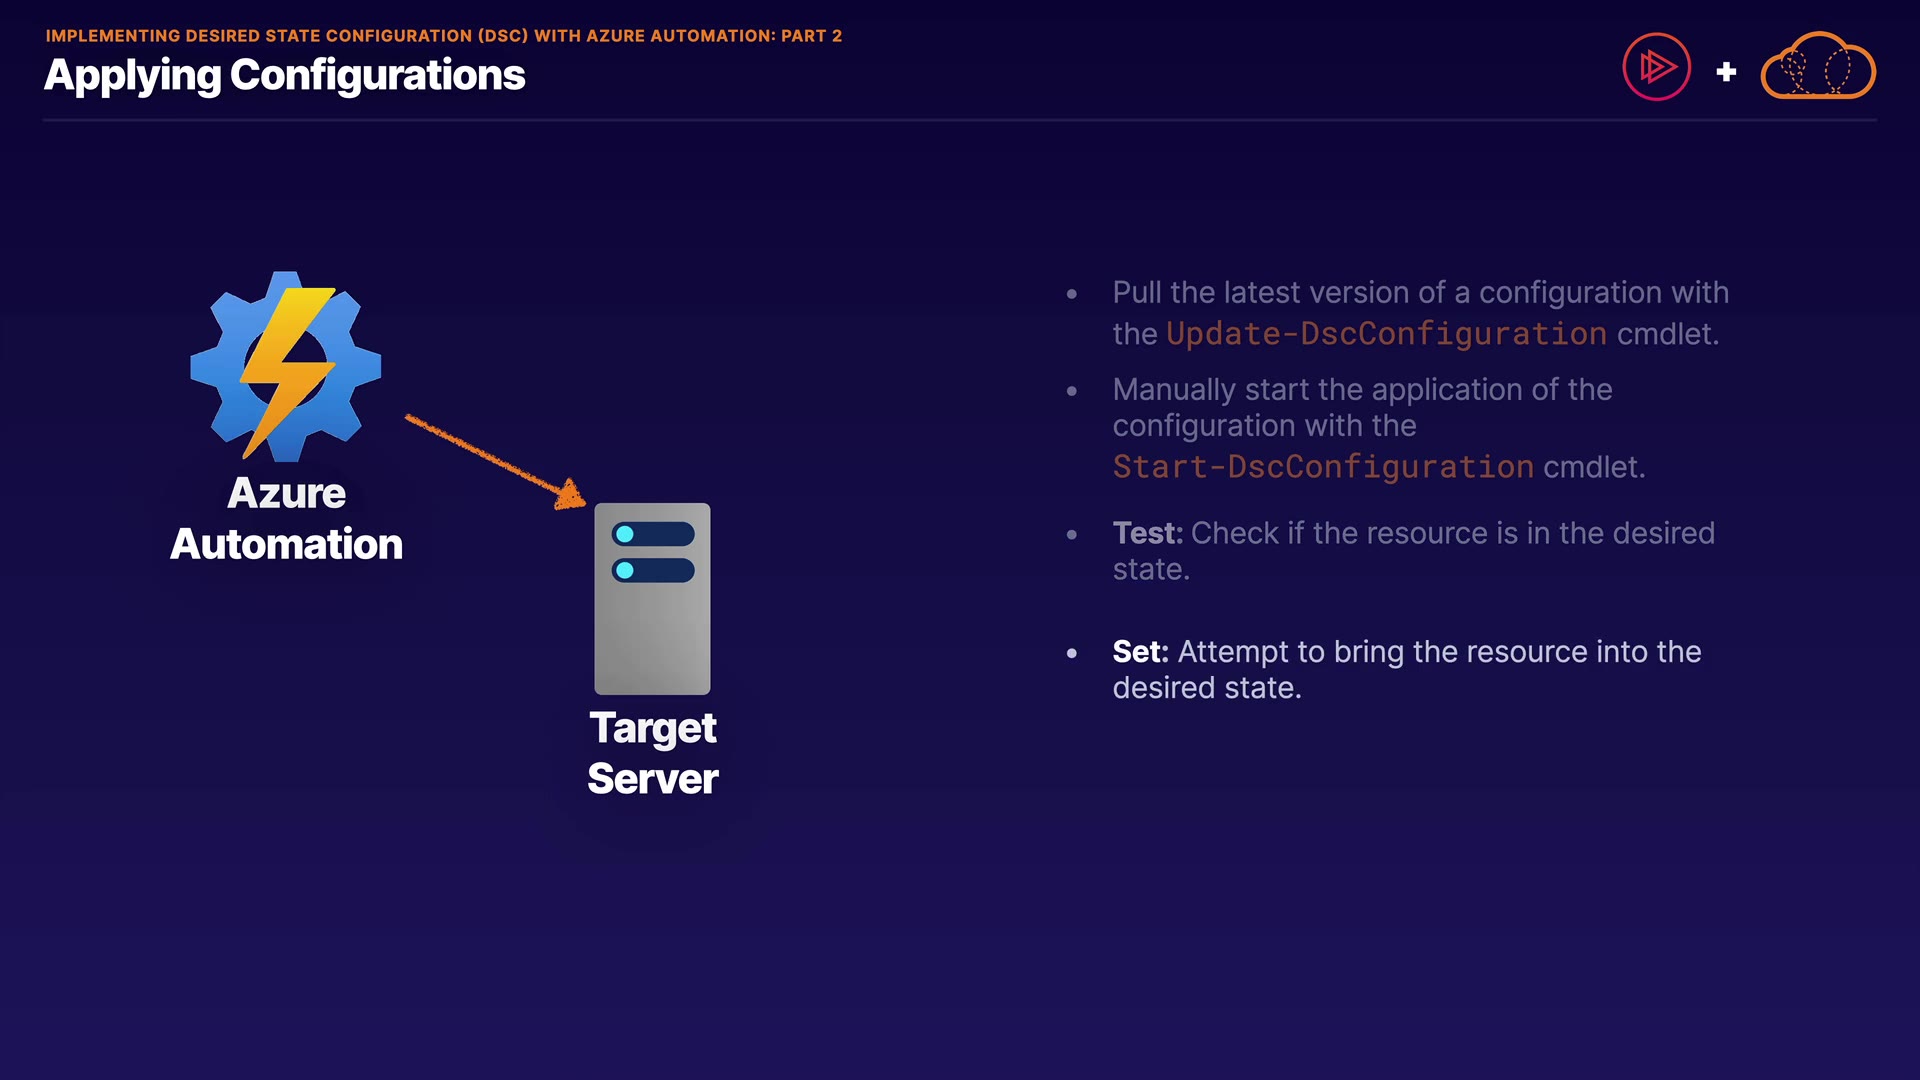 IMPLEMENTING DESIRED STATE CONFIGURATION (DSC) WITH AZURE AUTOMATION: PART 2
Applying Configurations
Azure
Automation
Target
Server
• Pull the latest version of a configuration with
the Update-DscConfiguration cmdlet.
• Manually start the application of the
configuration with the
Start-DscConfiguration cmdlet.
• Test: Check if the resource is in the desired
state.
• Set: Attempt to bring the resource into the
desired state.